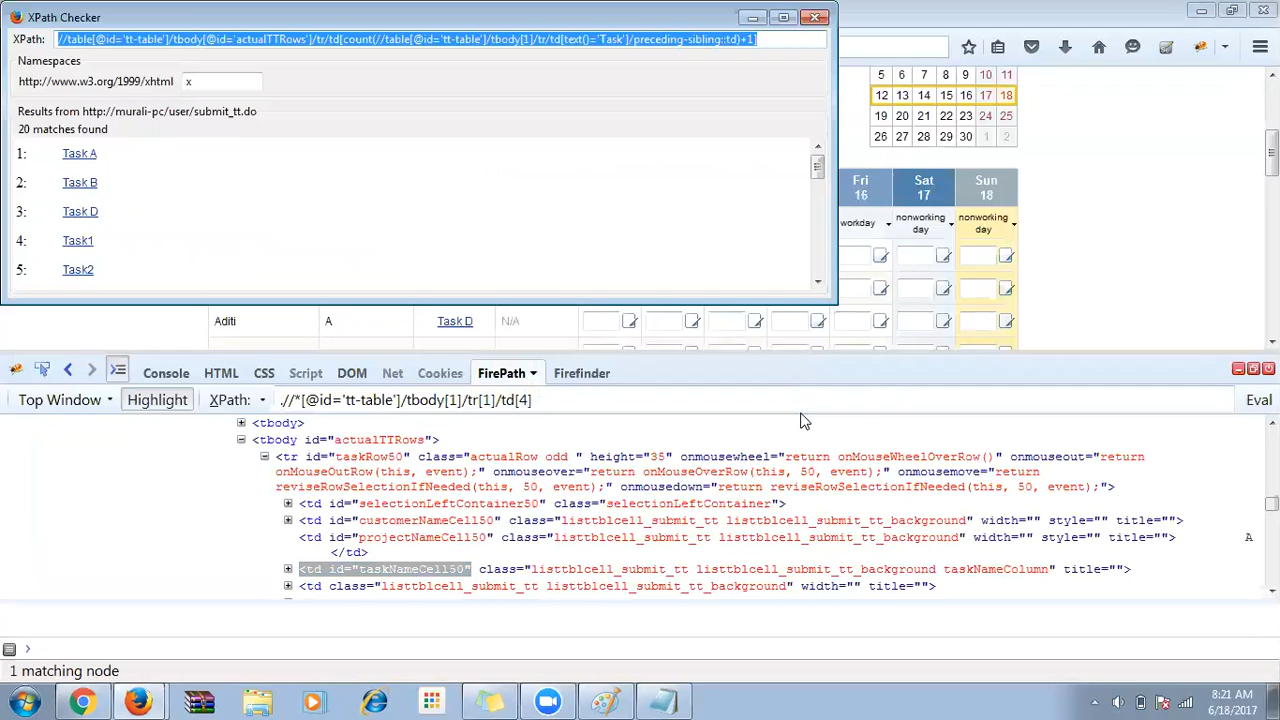 XPath Checker
XPath: //table[@id='tt-table']/tbody[@id='actualTTRows']/tr/td[count(//table[@id='tt-table']/tbody[1]/tr/td[text()='Task']/preceding-sibling::td)+1]
Namespaces
http://www.w3.org/1999/xhtml x
Results from http://murali-pc/user/submit_tt.do
20 matches found
1: Task A
2: Task B
3: Task D
4: Task1
5: Task2
5 6 7 8 9 10 11
12 13 14 15 16 17 18
19 20 21 22 23 24 25
26 27 28 29 30 1 2
Fri Sat Sun
16 17 18
workday nonworking day nonworking day
Aditi A Task D N/A
Console HTML CSS Script DOM Net Cookies FirePath Firefinder
Top Window Highlight XPath: .//*[@id='tt-table']/tbody[1]/tr[1]/td[4] Eval
<tbody>
<tbody id="actualTTRows">
<tr id="taskRow50" class="actualRow odd " height="35" onmousewheel="return onMouseWheelOverRow()" onmouseout="return
onMouseOutRow(this, event);" onmouseover="return onMouseOverRow(this, 50, event);" onmousemove="return
reviseRowSelectionIfNeeded(this, 50, event);" onmousedown="return reviseRowSelectionIfNeeded(this, 50, event);">
<td id="selectionLeftContainer50" class="selectionLeftContainer">
<td id="customerNameCell50" class="listtblcell_submit_tt listtblcell_submit_tt_background" width="" style="" title="">
<td id="projectNameCell50" class="listtblcell_submit_tt listtblcell_submit_tt_background" width="" style="" title=""> A
</td>
<td id="taskNameCell50" class="listtblcell_submit_tt listtblcell_submit_tt_background taskNameColumn" title="">
<td class="listtblcell_submit_tt listtblcell_submit_tt_background" width="" title="">
1 matching node
8:21 AM
6/18/2017